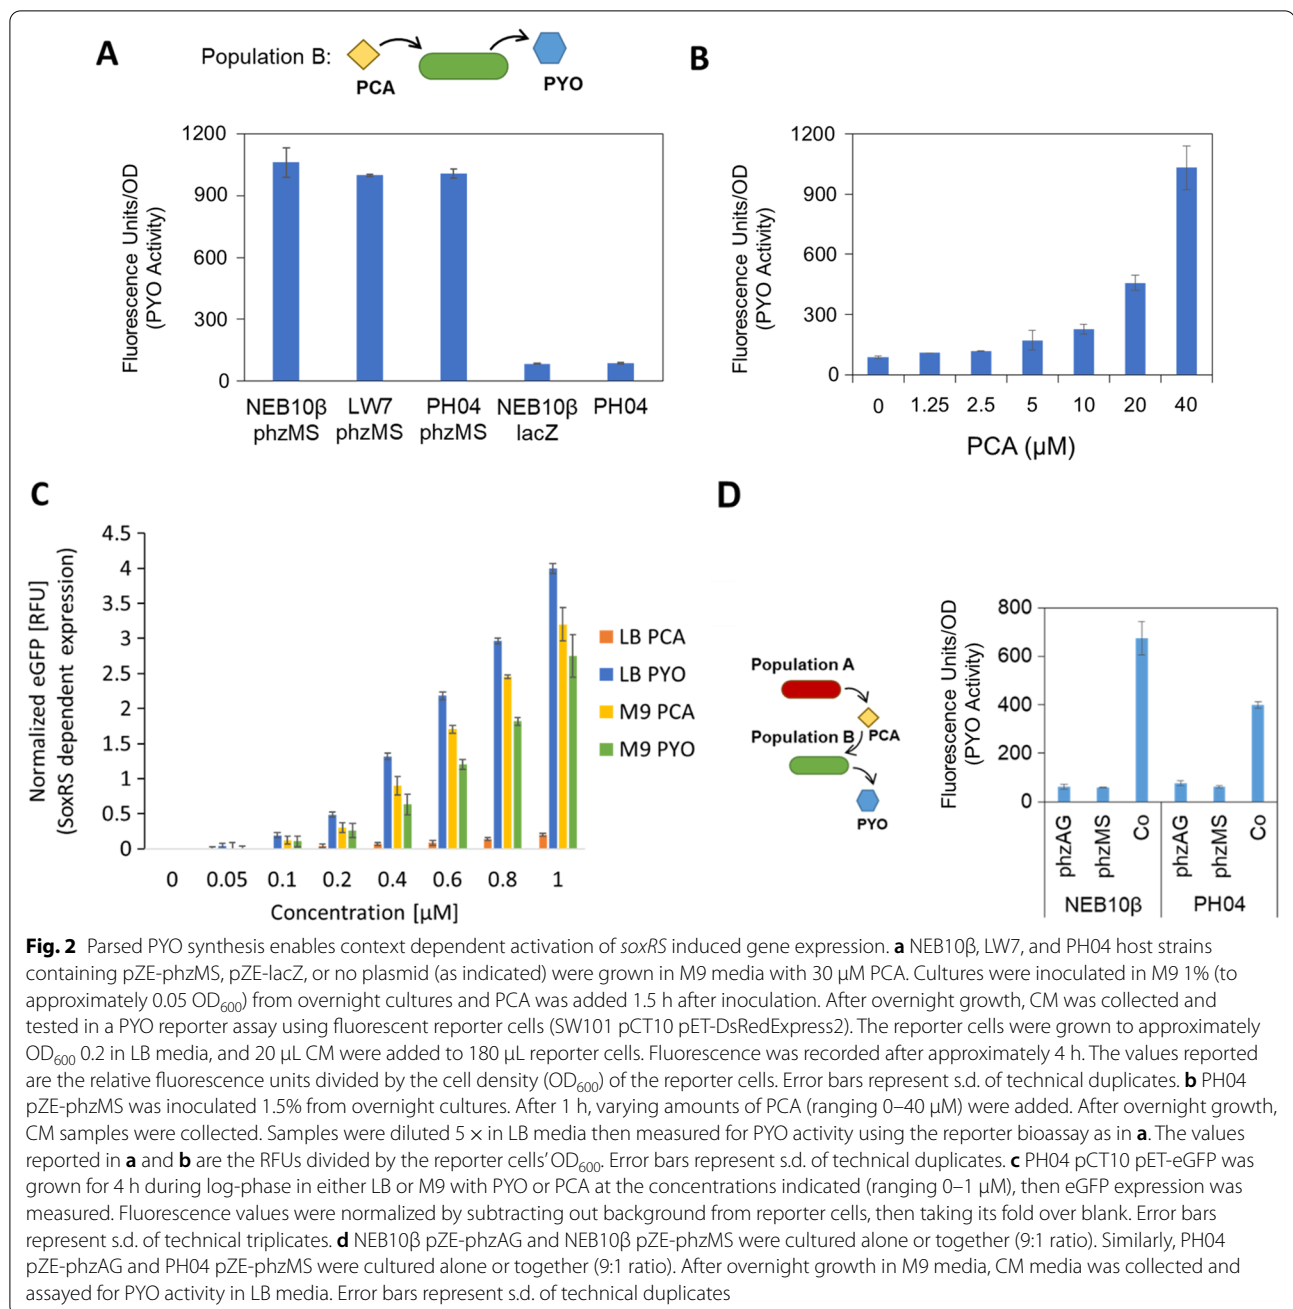 A
Population B:
PCA
PYO
Fluorescence Units/OD
(PYO Activity)
1200
900
600
300
0
NEB10β
phzMS
LW7
phzMS
PH04
phzMS
NEB10β
lacZ
PH04
B
Fluorescence Units/OD
(PYO Activity)
1200
900
600
300
0
0 1.25 2.5 5 10 20 40
PCA (µM)
C
Normalized eGFP [RFU]
(SoxRS dependent expression)
4.5
4
3.5
3
2.5
2
1.5
1
0.5
0
0 0.05 0.1 0.2 0.4 0.6 0.8 1
Concentration [µM]
LB PCA
LB PYO
M9 PCA
M9 PYO
D
Population A
PCA
Population B
PYO
Fluorescence Units/OD
(PYO Activity)
800
600
400
200
0
phzAG phzMS Co phzAG phzMS Co
NEB10β PH04
Fig. 2 Parsed PYO synthesis enables context dependent activation of soxRS induced gene expression. a NEB10β, LW7, and PH04 host strains
containing pZE-phzMS, pZE-lacZ, or no plasmid (as indicated) were grown in M9 media with 30 µM PCA. Cultures were inoculated in M9 1% (to
approximately 0.05 OD600) from overnight cultures and PCA was added 1.5 h after inoculation. After overnight growth, CM was collected and
tested in a PYO reporter assay using fluorescent reporter cells (SW101 pCT10 pET-DsRedExpress2). The reporter cells were grown to approximately
OD600 0.2 in LB media, and 20 µL CM were added to 180 µL reporter cells. Fluorescence was recorded after approximately 4 h. The values reported
are the relative fluorescence units divided by the cell density (OD600) of the reporter cells. Error bars represent s.d. of technical duplicates. b PH04
pZE-phzMS was inoculated 1.5% from overnight cultures. After 1 h, varying amounts of PCA (ranging 0–40 µM) were added. After overnight growth,
CM samples were collected. Samples were diluted 5 × in LB media then measured for PYO activity using the reporter bioassay as in a. The values
reported in a and b are the RFUs divided by the reporter cells' OD600. Error bars represent s.d. of technical duplicates. c PH04 pCT10 pET-eGFP was
grown for 4 h during log-phase in either LB or M9 with PYO or PCA at the concentrations indicated (ranging 0–1 µM), then eGFP expression was
measured. Fluorescence values were normalized by subtracting out background from reporter cells, then taking its fold over blank. Error bars
represent s.d. of technical triplicates. d NEB10β pZE-phzAG and NEB10β pZE-phzMS were cultured alone or together (9:1 ratio). Similarly, PH04
pZE-phzAG and PH04 pZE-phzMS were cultured alone or together (9:1 ratio). After overnight growth in M9 media, CM media was collected and
assayed for PYO activity in LB media. Error bars represent s.d. of technical duplicates